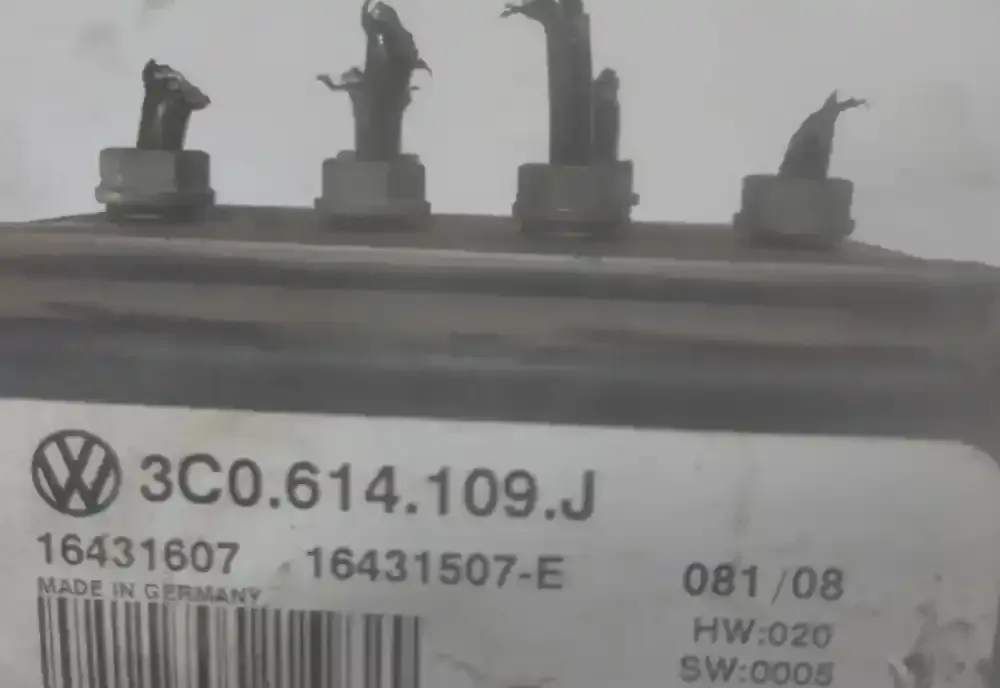 3C0.614.109.J
16431607 16431507-E 081/08
MADE IN GERMANY
HW:020
SW:0005